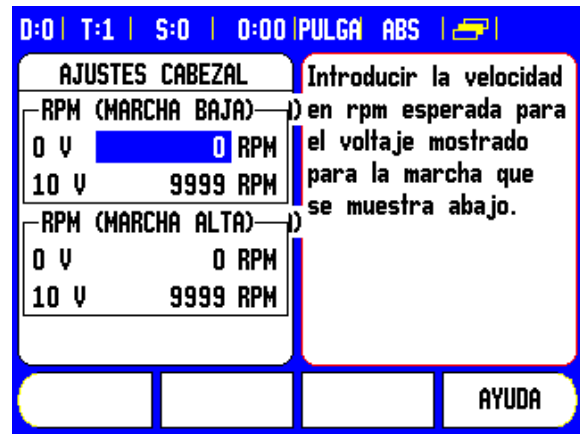 D:0 | T:1 | S:0 | 0:00 |PULGA| ABS |
AJUSTES CABEZAL
RPM (MARCHA BAJA)
0 V 0 RPM
10 V 9999 RPM
RPM (MARCHA ALTA)
0 V 0 RPM
10 V 9999 RPM
Introducir la velocidad
en rpm esperada para
el voltaje mostrado
para la marcha que
se muestra abajo.
AYUDA